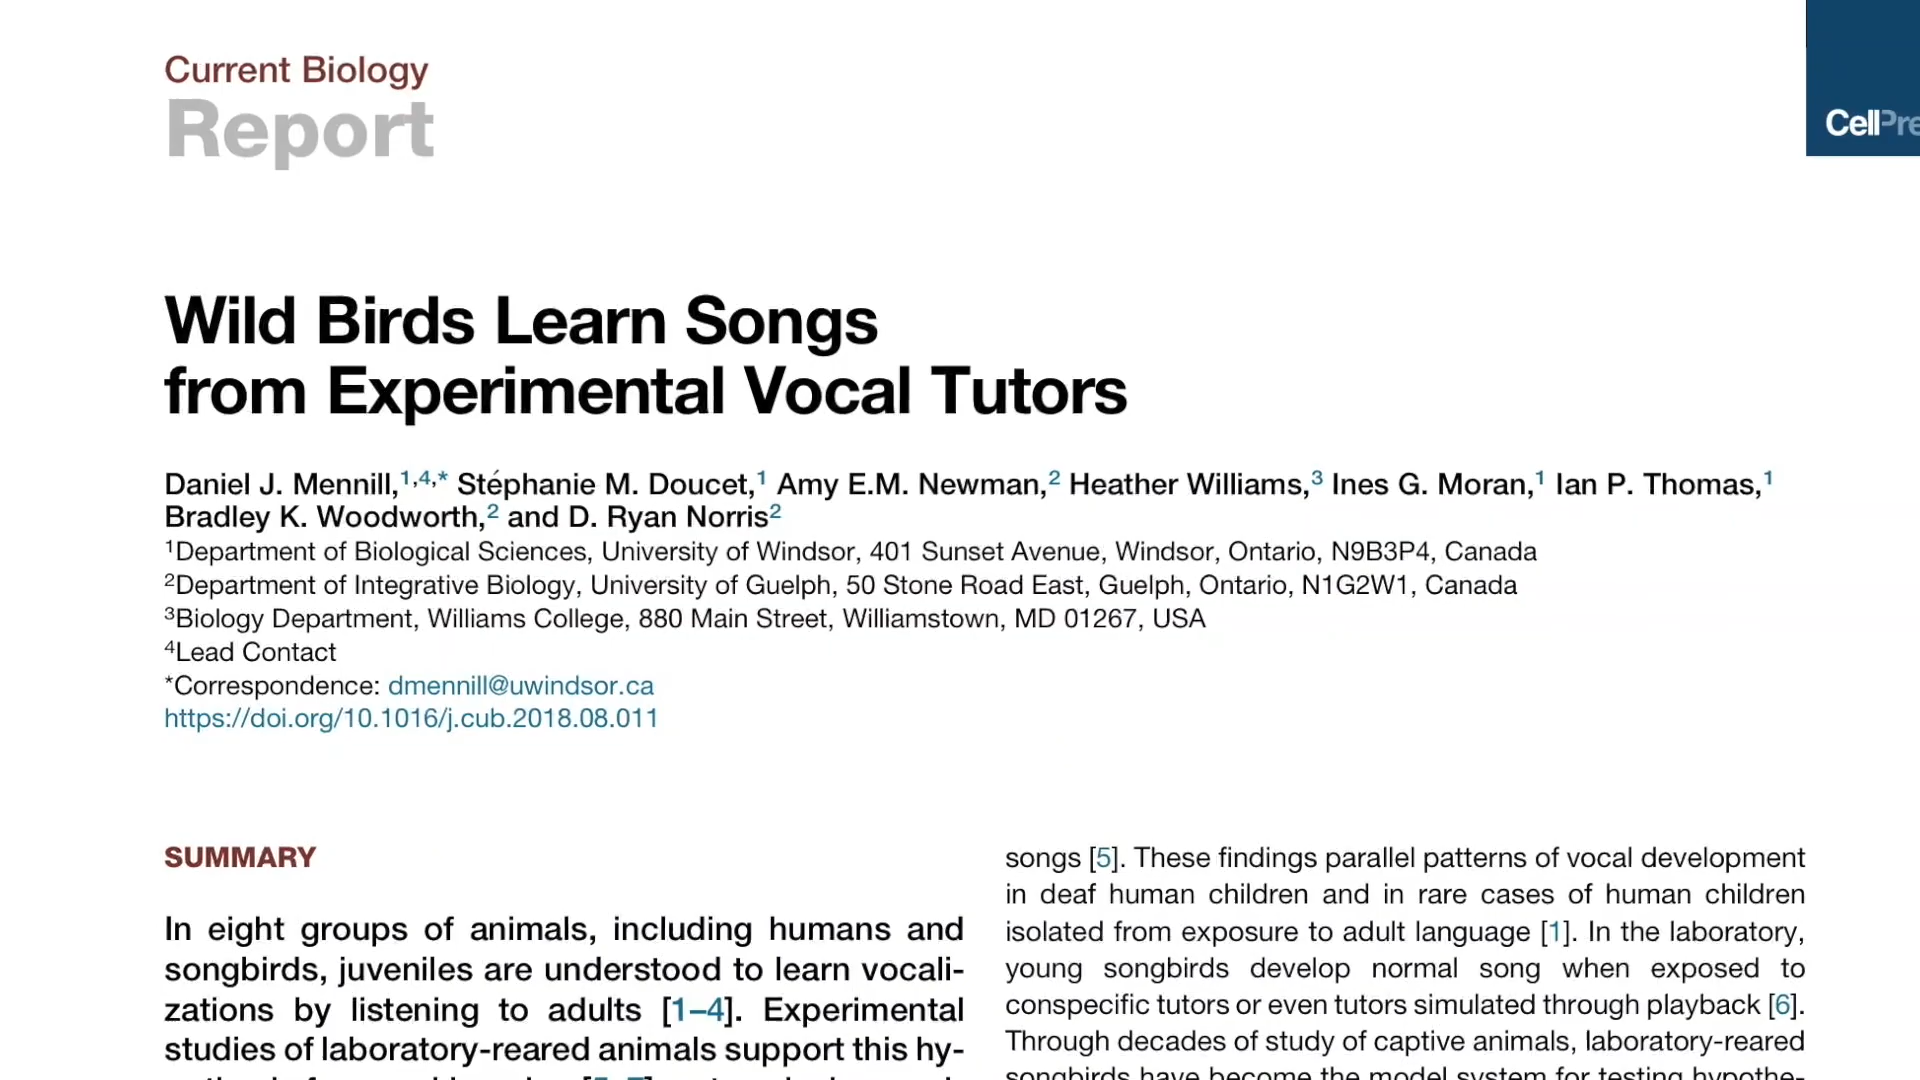 Current Biology
Report
CellPre
Wild Birds Learn Songs
from Experimental Vocal Tutors
Daniel J. Mennill,1,4,* Stéphanie M. Doucet,1 Amy E.M. Newman,2 Heather Williams,3 Ines G. Moran,1 Ian P. Thomas,1
Bradley K. Woodworth,2 and D. Ryan Norris2
1Department of Biological Sciences, University of Windsor, 401 Sunset Avenue, Windsor, Ontario, N9B3P4, Canada
2Department of Integrative Biology, University of Guelph, 50 Stone Road East, Guelph, Ontario, N1G2W1, Canada
3Biology Department, Williams College, 880 Main Street, Williamstown, MD 01267, USA
4Lead Contact
*Correspondence: dmennill@uwindsor.ca
https://doi.org/10.1016/j.cub.2018.08.011
SUMMARY
In eight groups of animals, including humans and
songbirds, juveniles are understood to learn vocali-
zations by listening to adults [1–4]. Experimental
studies of laboratory-reared animals support this hy-
songs [5]. These findings parallel patterns of vocal development
in deaf human children and in rare cases of human children
isolated from exposure to adult language [1]. In the laboratory,
young songbirds develop normal song when exposed to
conspecific tutors or even tutors simulated through playback [6].
Through decades of study of captive animals, laboratory-reared
songbirds have become the model system for testing hypothe-